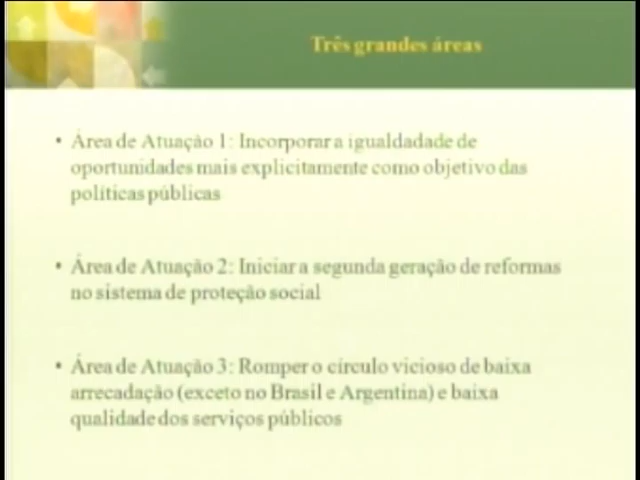 Três grandes áreas
• Área de Atuação 1: Incorporar a igualdadade de
oportunidades mais explicitamente como objetivo das
políticas públicas
• Área de Atuação 2: Iniciar a segunda geração de reformas
no sistema de proteção social
• Área de Atuação 3: Romper o círculo vicioso de baixa
arrecadação (exceto no Brasil e Argentina) e baixa
qualidade dos serviços públicos